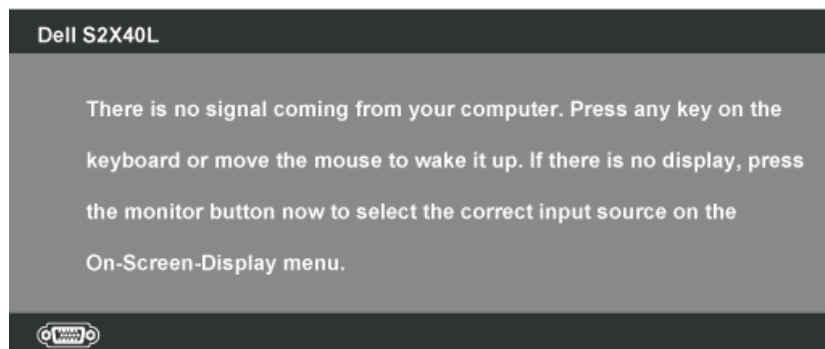 Dell S2X40L
There is no signal coming from your computer. Press any key on the
keyboard or move the mouse to wake it up. If there is no display, press
the monitor button now to select the correct input source on the
On-Screen-Display menu.